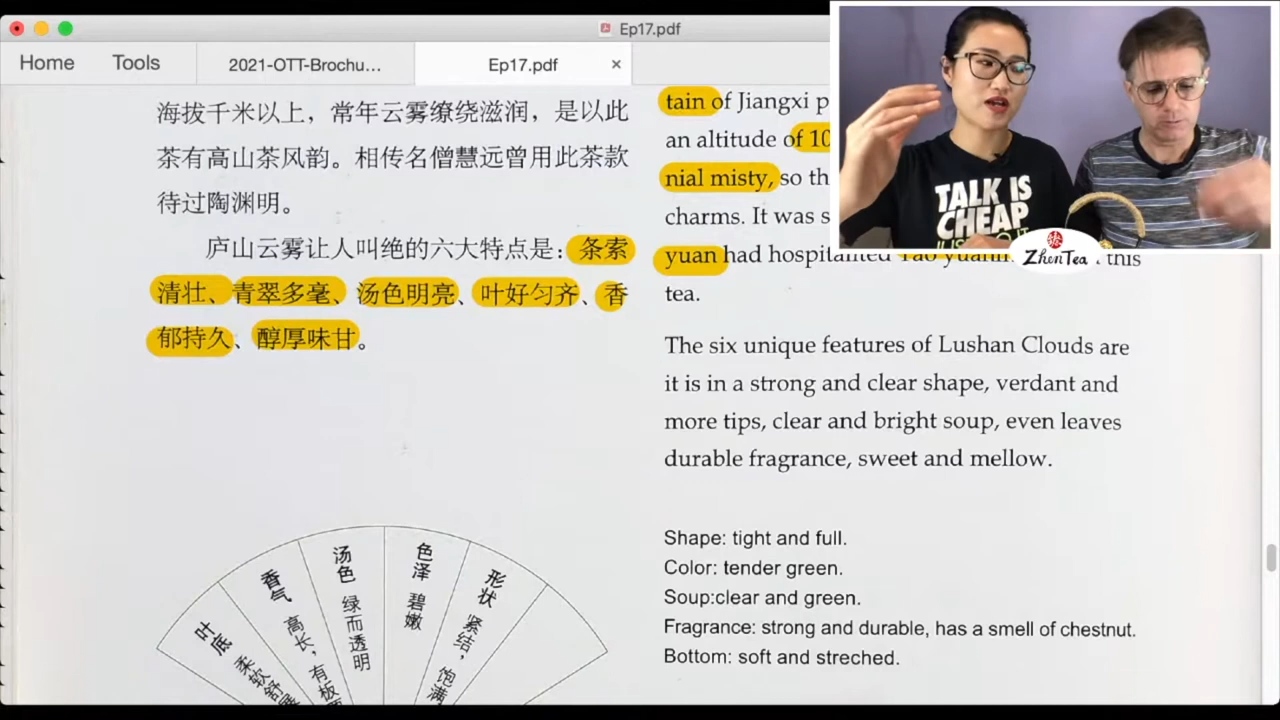 Ep17.pdf
Home
Tools
2021-OTT-Brochu...
Ep17.pdf
×
海拔千米以上，常年云雾缭绕滋润，是以此
茶有高山茶风韵。相传名僧慧远曾用此茶款
待过陶渊明。
庐山云雾让人叫绝的六大特点是：条索
清壮、青翠多毫、汤色明亮、叶好匀齐、香
郁持久、醇厚味甘。
叶底 柔软舒
香气 高长，有板
汤色 绿而透明
色泽 碧嫩
形状 紧结，饱满
tain of Jiangxi p
an altitude of 10
nial misty, so th
charms. It was s
yuan had hospitalited Tao yuanm this
tea.
The six unique features of Lushan Clouds are
it is in a strong and clear shape, verdant and
more tips, clear and bright soup, even leaves
durable fragrance, sweet and mellow.
Shape: tight and full.
Color: tender green.
Soup:clear and green.
Fragrance: strong and durable, has a smell of chestnut.
Bottom: soft and streched.
TALK IS
CHEAP
ZhenTea